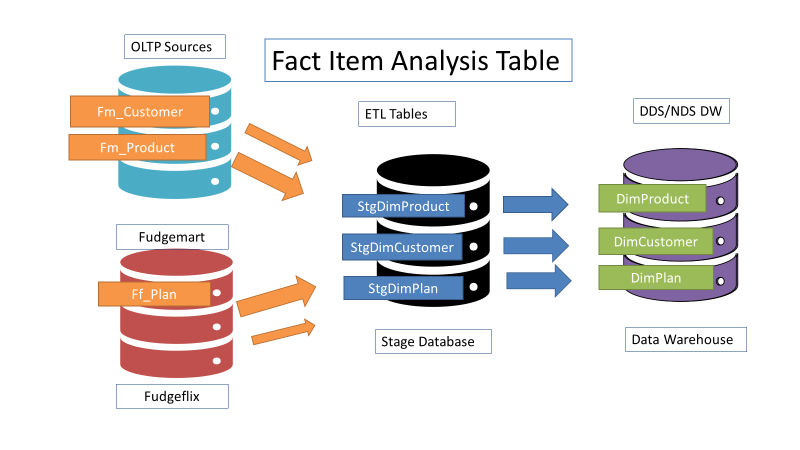 OLTP Sources
Fact Item Analysis Table
Fm_Customer
Fm_Product
ETL Tables
DDS/NDS DW
StgDimProduct
StgDimCustomer
StgDimPlan
DimProduct
DimCustomer
DimPlan
Fudgemart
Ff_Plan
Stage Database
Data Warehouse
Fudgeflix